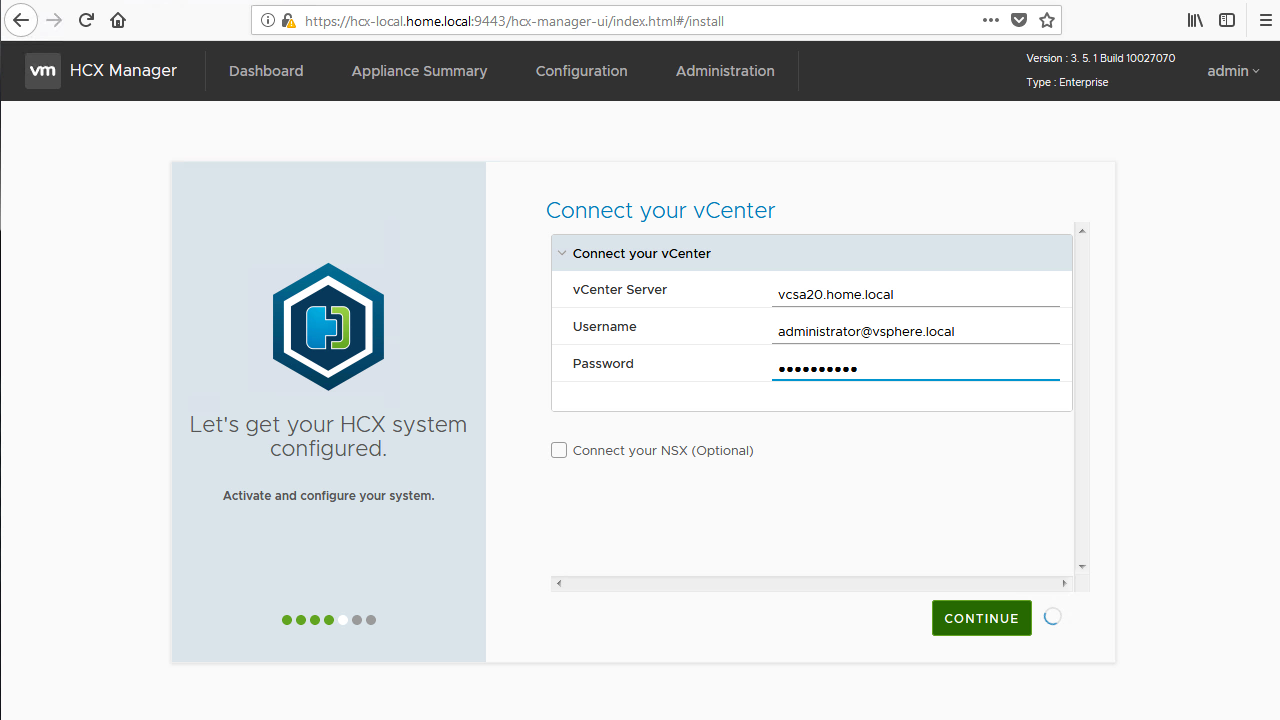 https://hcx-local.home.local:9443/hcx-manager-ui/index.html#/install
vm HCX Manager
Dashboard
Appliance Summary
Configuration
Administration
Version : 3. 5. 1 Build 10027070
Type : Enterprise
admin
Let's get your HCX system
configured.
Activate and configure your system.
Connect your vCenter
Connect your vCenter
vCenter Server
vcsa20.home.local
Username
administrator@vsphere.local
Password
••••••••••
Connect your NSX (Optional)
CONTINUE